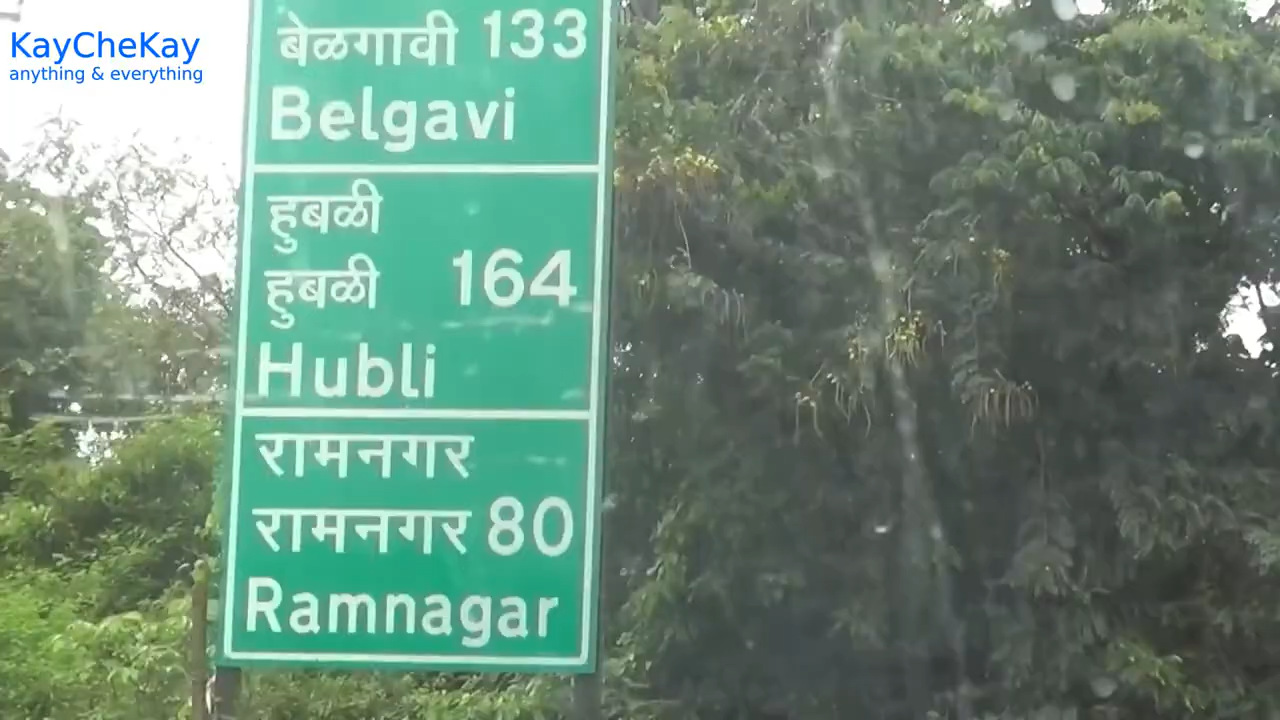 KayCheKay
anything & everything
बेळगावी 133
Belgavi
हुबळी
हुबळी 164
Hubli
रामनगर
रामनगर 80
Ramnagar